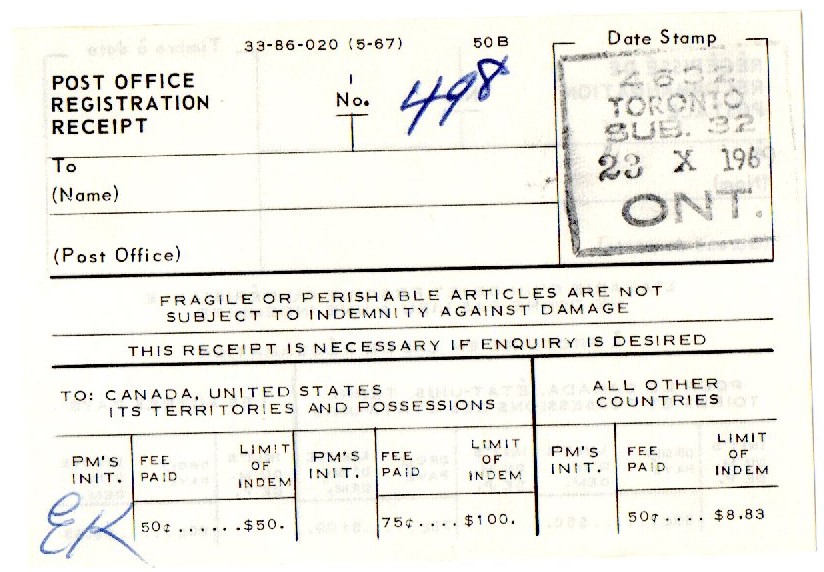 33-86-020 (5-67) 50B
POST OFFICE
REGISTRATION
RECEIPT
No. 498
Date Stamp
4632
TORONTO
SUB. 32
23 X 196
ONT.
To
(Name)
(Post Office)
FRAGILE OR PERISHABLE ARTICLES ARE NOT
SUBJECT TO INDEMNITY AGAINST DAMAGE
THIS RECEIPT IS NECESSARY IF ENQUIRY IS DESIRED
TO: CANADA, UNITED STATES
ITS TERRITORIES AND POSSESSIONS
ALL OTHER
COUNTRIES
PM'S
INIT.
FEE
PAID
LIMIT
OF
INDEM
PM'S
INIT.
FEE
PAID
LIMIT
OF
INDEM
PM'S
INIT.
FEE
PAID
LIMIT
OF
INDEM
EK
50¢......$50.
75¢....$100.
50¢.... $8.83